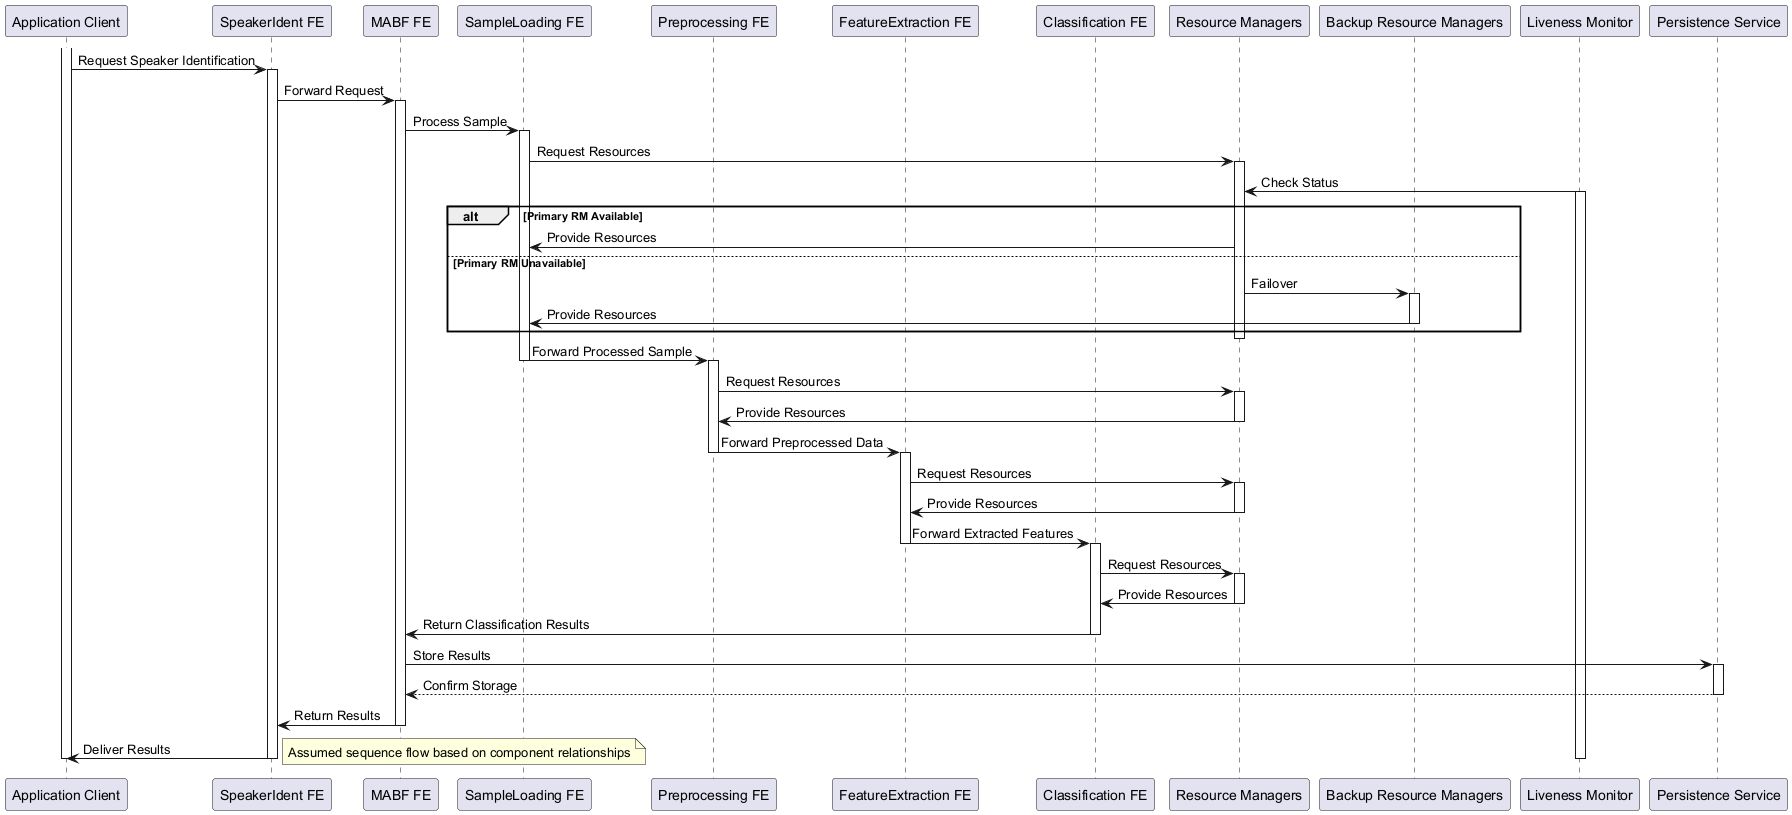 Application Client
SpeakerIdent FE
MABF FE
SampleLoading FE
Preprocessing FE
FeatureExtraction FE
Classification FE
Resource Managers
Backup Resource Managers
Liveness Monitor
Persistence Service
Request Speaker Identification
Forward Request
Process Sample
Request Resources
Check Status
alt
[Primary RM Available]
Provide Resources
[Primary RM Unavailable]
Failover
Provide Resources
Forward Processed Sample
Request Resources
Provide Resources
Forward Preprocessed Data
Request Resources
Provide Resources
Forward Extracted Features
Request Resources
Provide Resources
Return Classification Results
Store Results
Confirm Storage
Return Results
Deliver Results
Assumed sequence flow based on component relationships
Application Client
SpeakerIdent FE
MABF FE
SampleLoading FE
Preprocessing FE
FeatureExtraction FE
Classification FE
Resource Managers
Backup Resource Managers
Liveness Monitor
Persistence Service